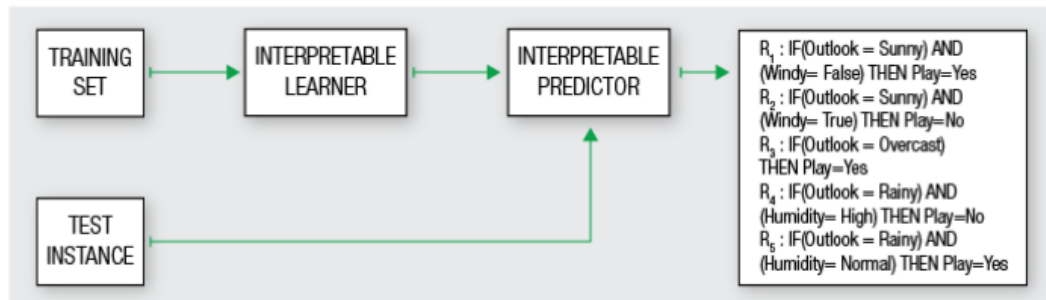 TRAINING
SET
INTERPRETABLE
LEARNER
INTERPRETABLE
PREDICTOR
R₁ : IF(Outlook = Sunny) AND
(Windy= False) THEN Play=Yes
R₂ : IF(Outlook = Sunny) AND
(Windy= True) THEN Play=No
R₃ : IF(Outlook = Overcast)
THEN Play=Yes
R₄ : IF(Outlook = Rainy) AND
(Humidity= High) THEN Play=No
R₅ : IF(Outlook = Rainy) AND
(Humidity= Normal) THEN Play=Yes
TEST
INSTANCE